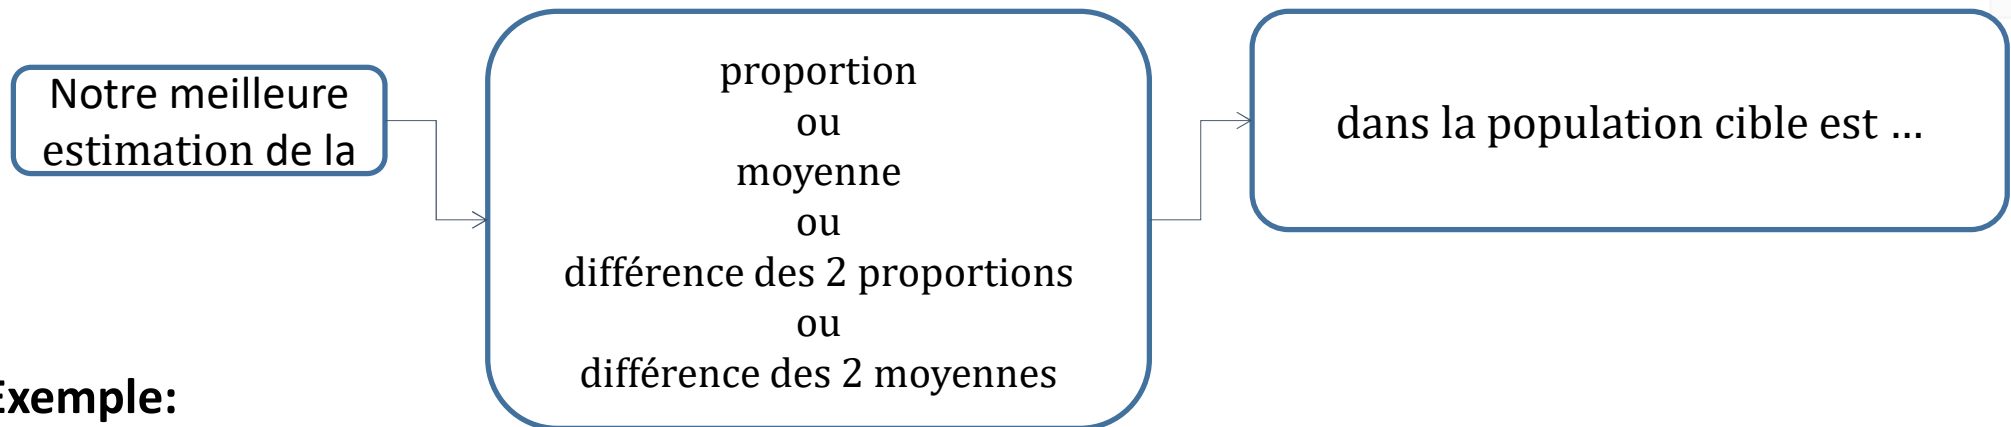 Notre meilleure
estimation de la
proportion
ou
moyenne
ou
différence des 2 proportions
ou
différence des 2 moyennes
dans la population cible est ...
Exemple: